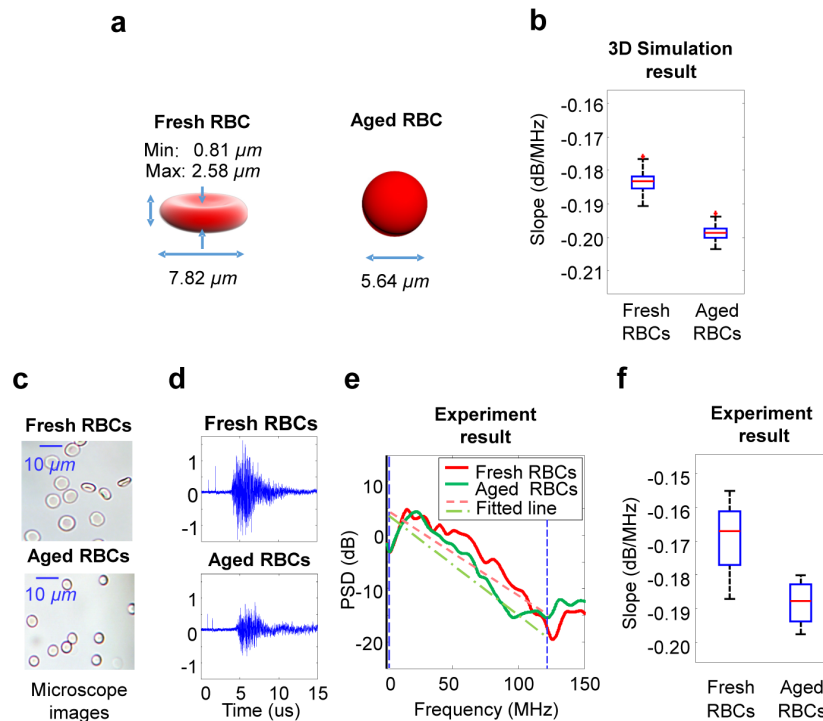 a
Fresh RBC
Min: 0.81 µm
Max: 2.58 µm
7.82 µm
Aged RBC
5.64 µm
b
3D Simulation
result
Slope (dB/MHz)
-0.16
-0.17
-0.18
-0.19
-0.20
-0.21
Fresh
RBCs
Aged
RBCs
c
Fresh RBCs
10 µm
Aged RBCs
10 µm
Microscope
images
d
Fresh RBCs
1
0
-1
Aged RBCs
1
0
-1
0 5 10 15
Time (us)
e
Experiment
result
Fresh RBCs
Aged RBCs
Fitted line
PSD (dB)
10
0
-10
-20
0 50 100 150
Frequency (MHz)
f
Experiment
result
Slope (dB/MHz)
-0.15
-0.16
-0.17
-0.18
-0.19
-0.20
Fresh
RBCs
Aged
RBCs